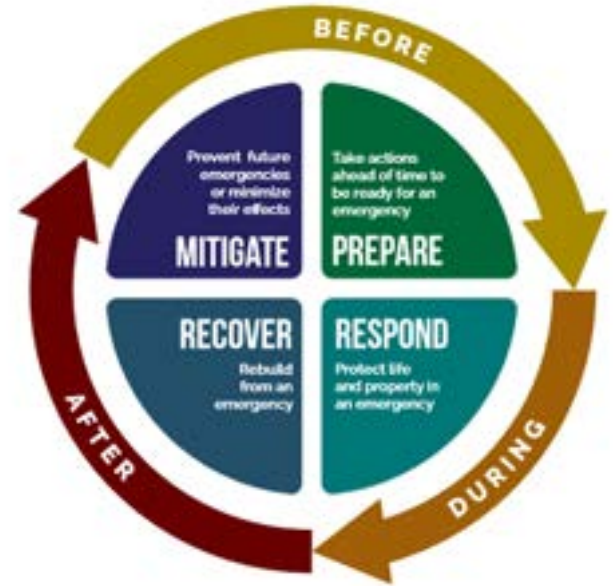 BEFORE
Prevent future
emergencies
or minimize
their effects
MITIGATE
Take actions
ahead of time to
be ready for an
emergency
PREPARE
RECOVER
Rebuild
from an
emergency
RESPOND
Protect life
and property in
an emergency
AFTER
DURING